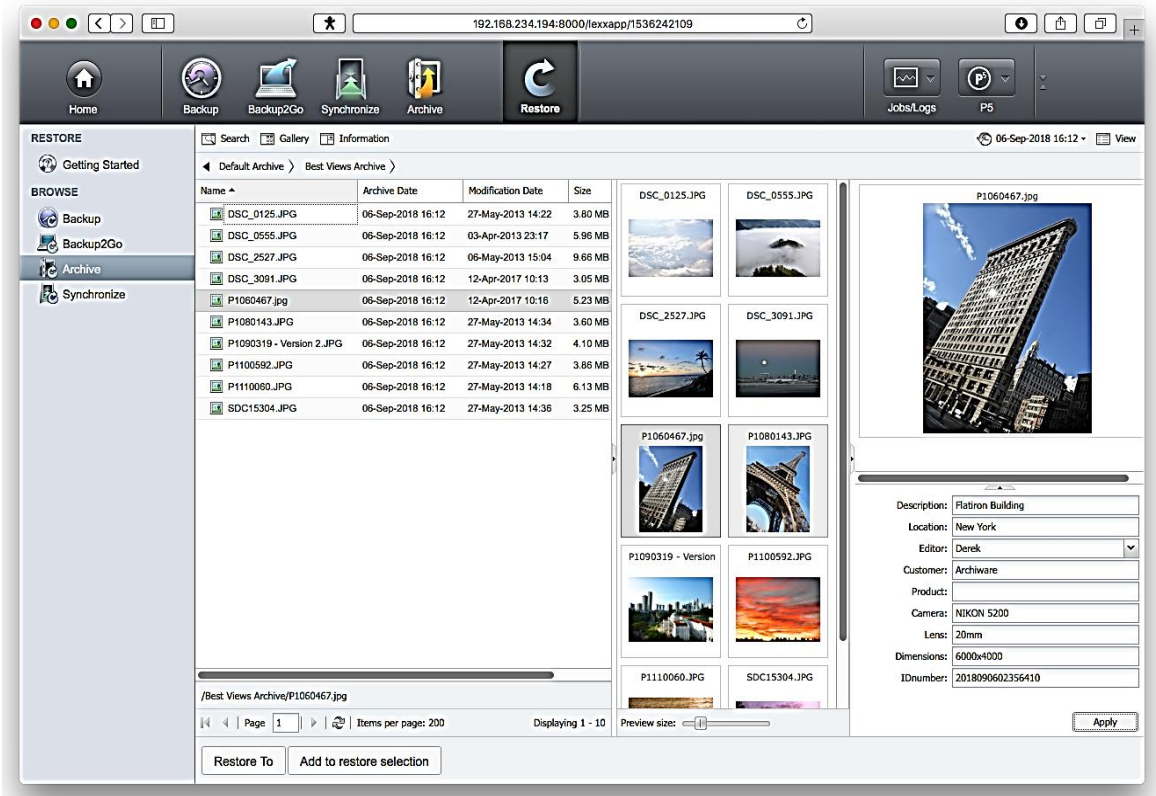 192.168.234.194:8000/lexxapp/1536242109
Home
Backup
Backup2Go
Synchronize
Archive
Restore
Jobs/Logs
P5
RESTORE
Getting Started
BROWSE
Backup
Backup2Go
Archive
Synchronize
Search Gallery Information
06-Sep-2018 16:12 View
Default Archive Best Views Archive
Name Archive Date Modification Date Size
DSC_0125.JPG 06-Sep-2018 16:12 27-May-2013 14:22 3.80 MB
DSC_0555.JPG 06-Sep-2018 16:12 03-Apr-2013 23:17 5.96 MB
DSC_2527.JPG 06-Sep-2018 16:12 06-May-2013 15:04 9.66 MB
DSC_3091.JPG 06-Sep-2018 16:12 12-Apr-2017 10:13 3.05 MB
P1060467.jpg 06-Sep-2018 16:12 12-Apr-2017 10:16 5.23 MB
P1080143.JPG 06-Sep-2018 16:12 27-May-2013 14:34 3.60 MB
P1090319 - Version 2.JPG 06-Sep-2018 16:12 27-May-2013 14:32 4.10 MB
P1100592.JPG 06-Sep-2018 16:12 27-May-2013 14:27 3.86 MB
P1110060.JPG 06-Sep-2018 16:12 27-May-2013 14:18 6.13 MB
SDC15304.JPG 06-Sep-2018 16:12 27-May-2013 14:36 3.25 MB
/Best Views Archive/P1060467.jpg
Page 1 Items per page: 200 Displaying 1 - 10
DSC_0125.JPG DSC_0555.JPG
DSC_2527.JPG DSC_3091.JPG
P1060467.jpg P1080143.JPG
P1090319 - Version P1100592.JPG
P1110060.JPG SDC15304.JPG
Preview size:
P1060467.jpg
Description: Flatiron Building
Location: New York
Editor: Derek
Customer: Archiware
Product:
Camera: NIKON 5200
Lens: 20mm
Dimensions: 6000x4000
IDnumber: 2018090602356410
Apply
Restore To Add to restore selection